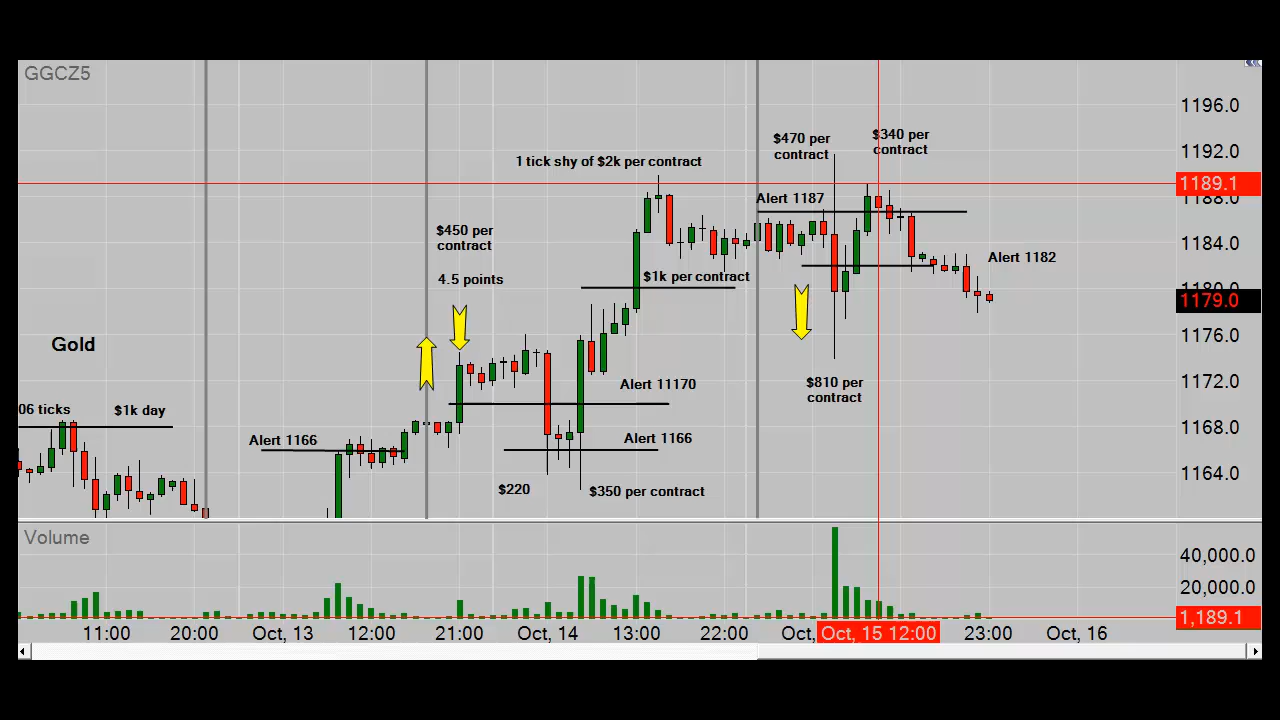 GGCZ5
1196.0
$470 per
contract
$340 per
contract
1192.0
1 tick shy of $2k per contract
1189.1
1188.0
Alert 1187
$450 per
contract
1184.0
Alert 1182
4.5 points
$1k per contract
1180.0
1179.0
Gold
1176.0
Alert 11170
1172.0
$810 per
contract
06 ticks
$1k day
1168.0
Alert 1166
Alert 1166
1164.0
$220
$350 per contract
Volume
40,000.0
20,000.0
1,189.1
11:00
20:00
Oct, 13
12:00
21:00
Oct, 14
13:00
22:00
Oct,
Oct, 15 12:00
23:00
Oct, 16